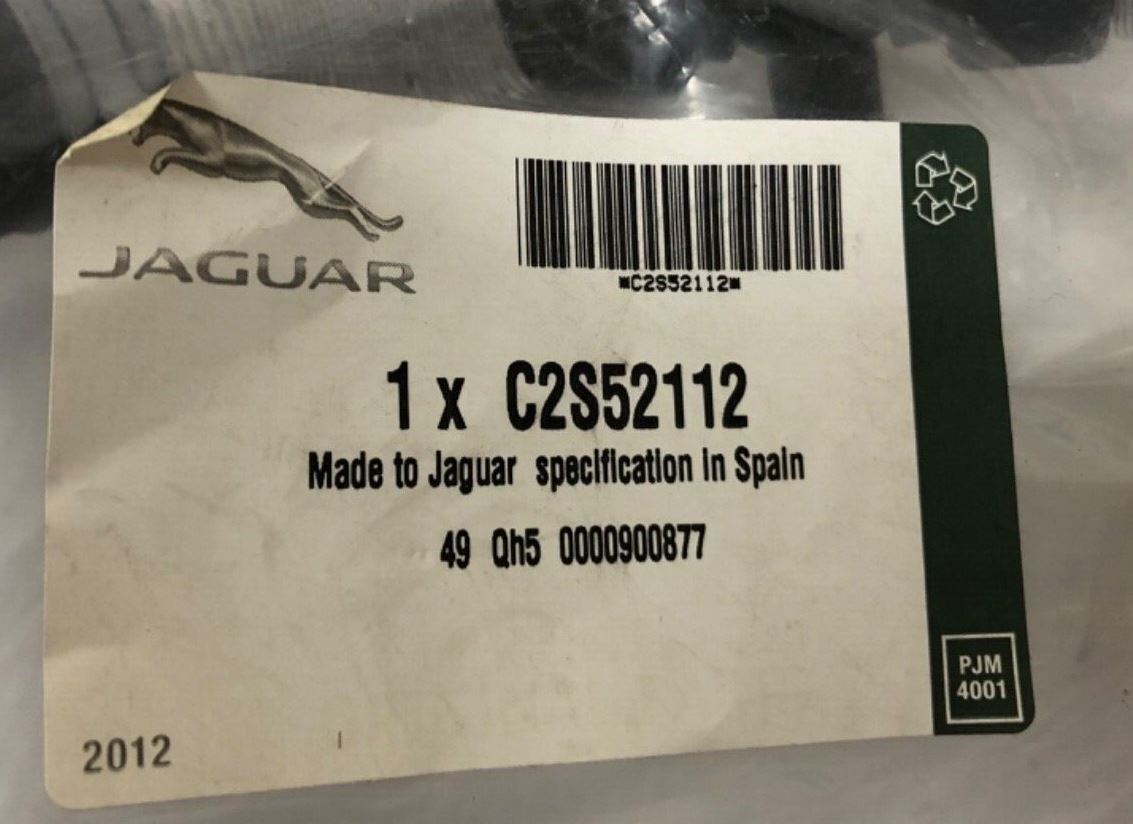 JAGUAR
*C2S52112*
1 x C2S52112
Made to Jaguar specification in Spain
49 Qh5 0000900877
2012
PJM
4001